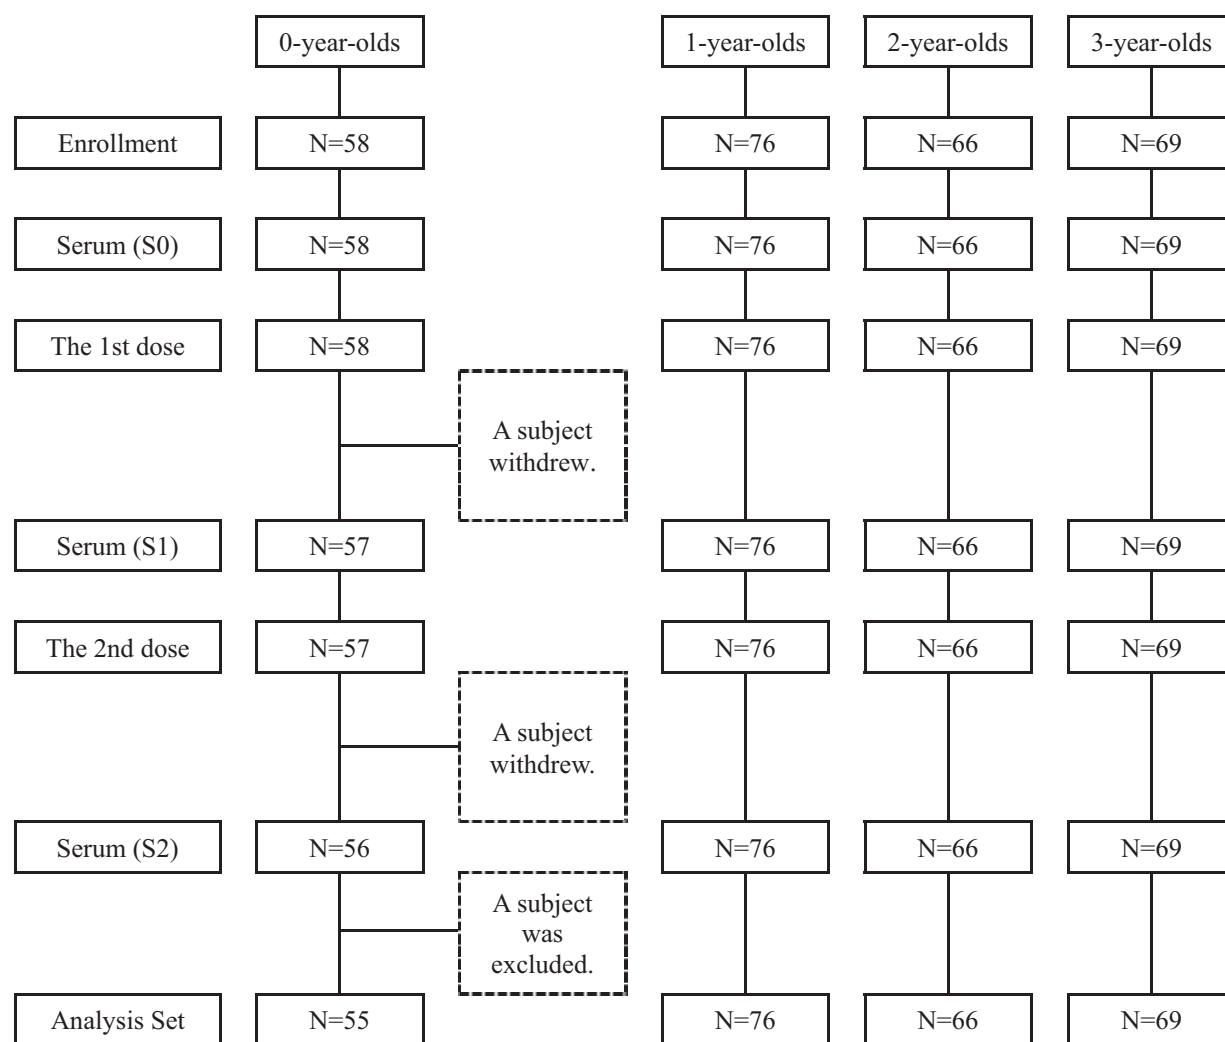 0-year-olds 1-year-olds 2-year-olds 3-year-olds
Enrollment N=58 N=76 N=66 N=69
Serum (S0) N=58 N=76 N=66 N=69
The 1st dose N=58 N=76 N=66 N=69
A subject
withdrew.
Serum (S1) N=57 N=76 N=66 N=69
The 2nd dose N=57 N=76 N=66 N=69
A subject
withdrew.
Serum (S2) N=56 N=76 N=66 N=69
A subject
was
excluded.
Analysis Set N=55 N=76 N=66 N=69